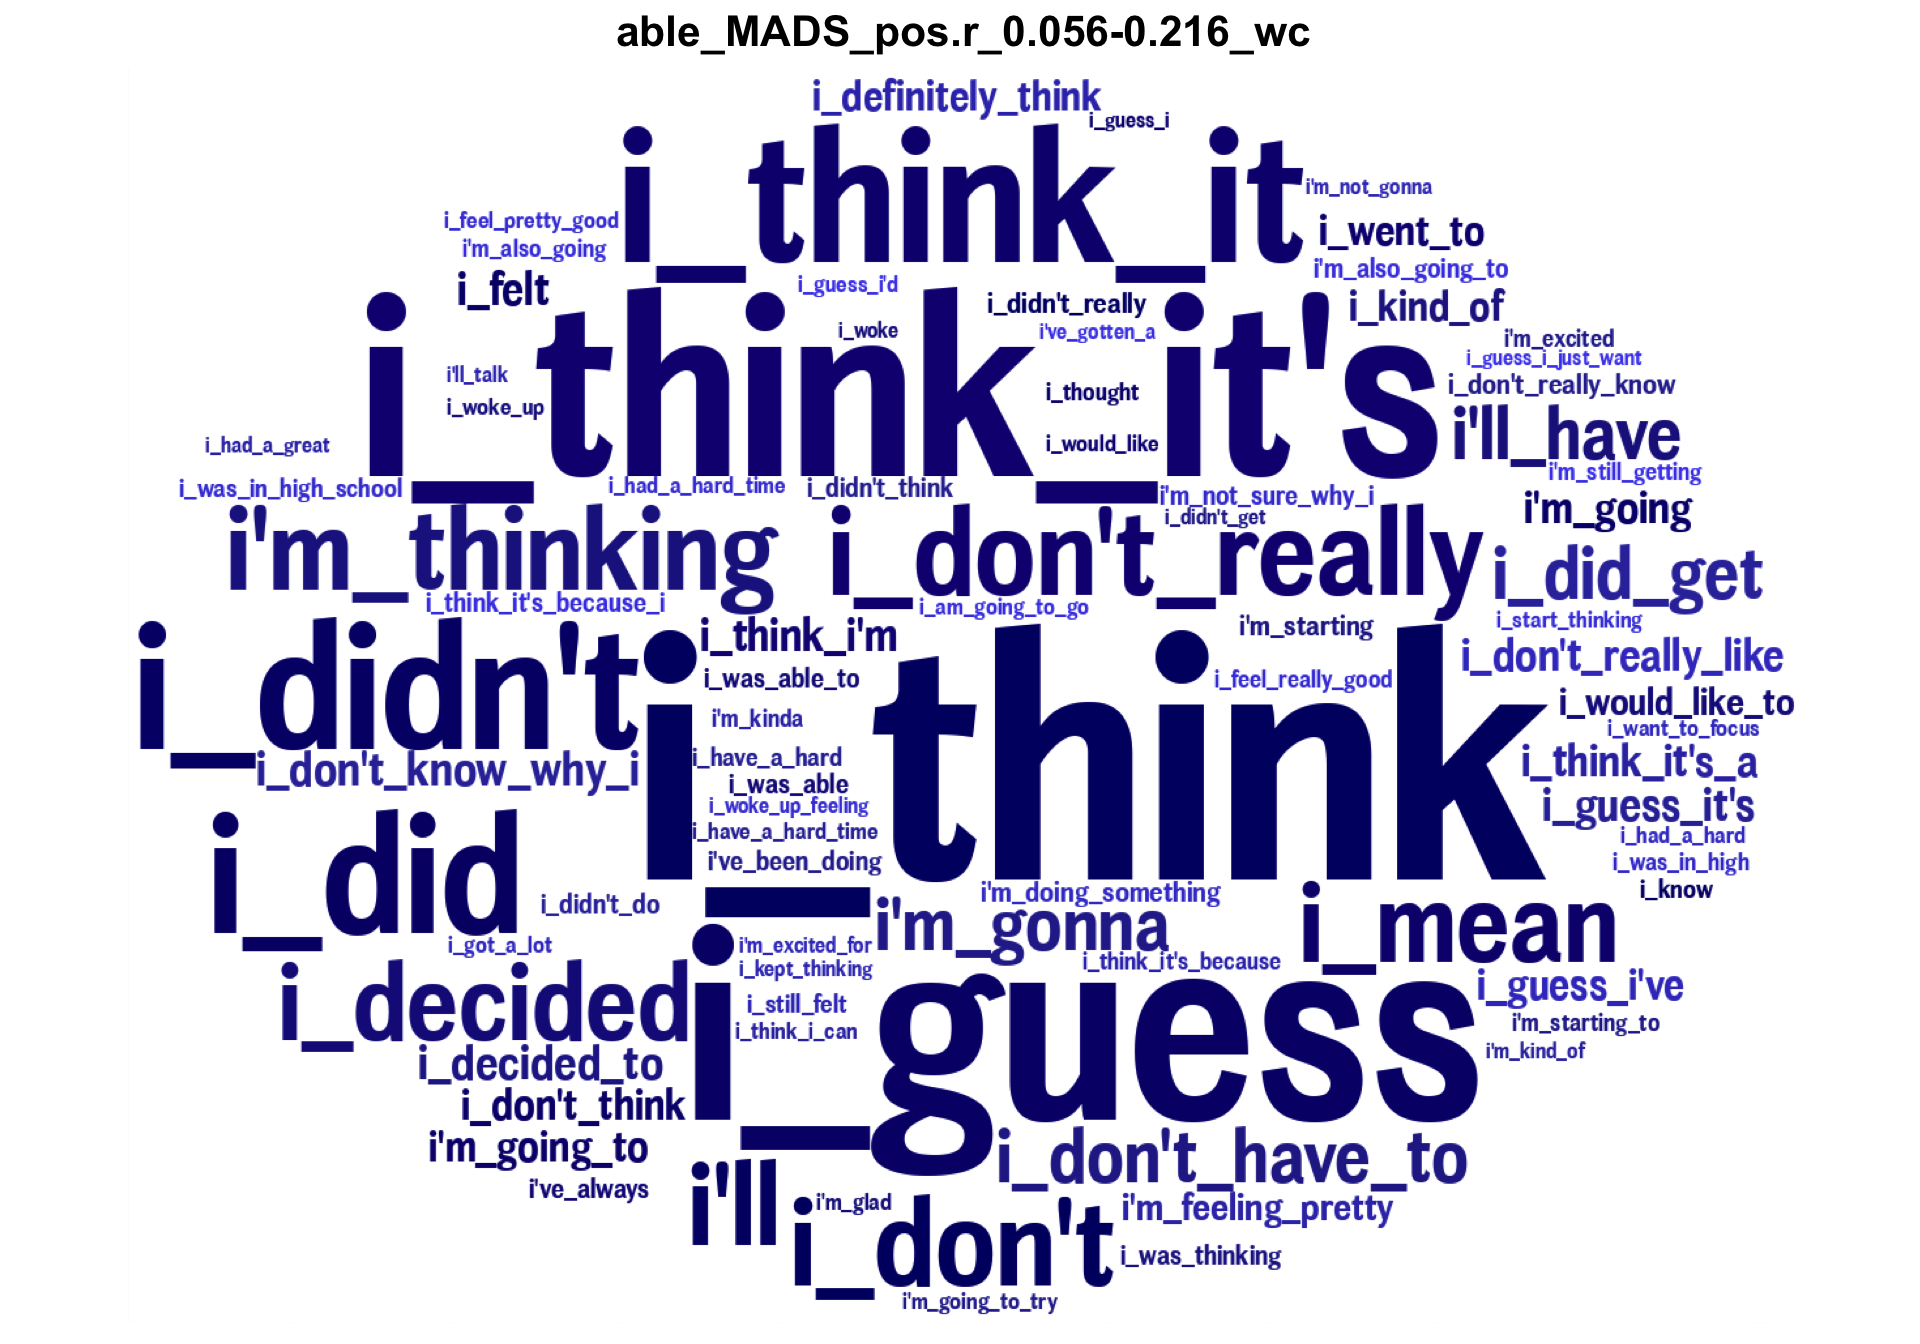 able_MADS_pos.r_0.056-0.216_wc
i_definitely_think
i_guess_i
i_think_it
i'm_not_gonna
i_feel_pretty_good
i_went_to
i'm_also_going
i'm_also_going_to
i_felt
i_guess_i'd
i_didn't_really
i_kind_of
i_think_it's
i_woke
i've_gotten_a
i'm_excited
i_guess_i_just_want
i'll_talk
i_don't_really_know
i_thought
i_woke_up
i'll_have
i_had_a_great
i_would_like
i'm_still_getting
i_was_in_high_school
i_had_a_hard_time
i_didn't_think
i'm_not_sure_why_i
i'm_going
i_didn't_get
i'm_thinking
i_don't_really
i_did_get
i_think_it's_because_i
i_am_going_to_go
i_start_thinking
i_didn't
i_think_i'm
i'm_starting
i_don't_really_like
i_was_able_to
i_feel_really_good
i_think
i_would_like_to
i'm_kinda
i_want_to_focus
i_don't_know_why_i
i_have_a_hard
i_think_it's_a
i_was_able
i_woke_up_feeling
i_guess_it's
i_have_a_hard_time
i_had_a_hard
i've_been_doing
i_was_in_high
i_did
i_didn't_do
i'm_doing_something
i_know
i'm_gonna
i_mean
i_got_a_lot
i'm_excited_for
i_kept_thinking
i_think_it's_because
i_decided
i_still_felt
i_guess
i_guess_i've
i_think_i_can
i'm_starting_to
i'm_kind_of
i_decided_to
i_don't_think
i'm_going_to
i_don't_have_to
i've_always
i'll
i'm_glad
i_don't
i'm_feeling_pretty
i_was_thinking
i'm_going_to_try